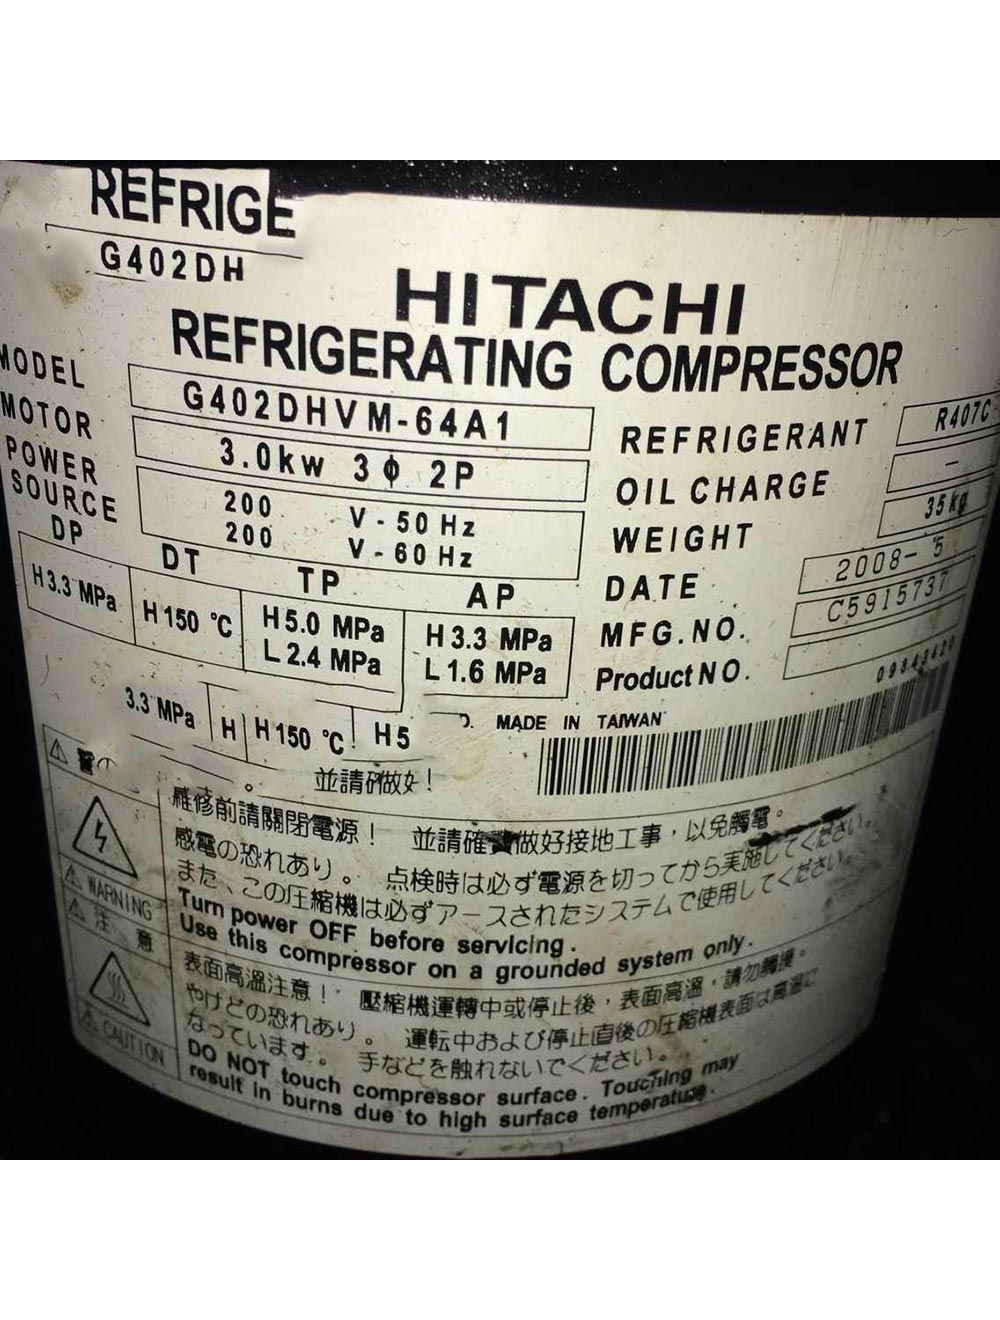 REFRIGE
G402DH
HITACHI
REFRIGERATING COMPRESSOR
MODEL G402DHVM-64A1
MOTOR 3.0kw 3ϕ 2P
POWER SOURCE
200 V-50 Hz
200 V-60 Hz
REFRIGERANT R407C
OIL CHARGE -
WEIGHT 35kg
DATE 2008-5
MFG.NO. C5915737
Product NO.
DP DT TP AP
H3.3 MPa H150 ℃ H5.0 MPa H3.3 MPa
L2.4 MPa L1.6 MPa
3.3 MPa H H150 ℃ H5
MADE IN TAIWAN
並請確做好!
維修前請關閉電源! 並請確實做好接地工事,以免觸電。
感電の恐れあり。 点検時は必ず電源を切ってから実施してください。
また、この圧縮機は必ずアースされたシステムで使用してください。
⚠ WARNING
Turn power OFF before servicing.
Use this compressor on a grounded system only.
⚠ 注意
表面高溫注意! 壓縮機運轉中或停止後,表面高溫,請勿觸摸。
やけどの恐れあり。 運転中および停止直後の圧縮機表面は高温に
なっています。 手などを触れないでください。
⚠ CAUTION
DO NOT touch compressor surface. Touching may
result in burns due to high surface temperature.